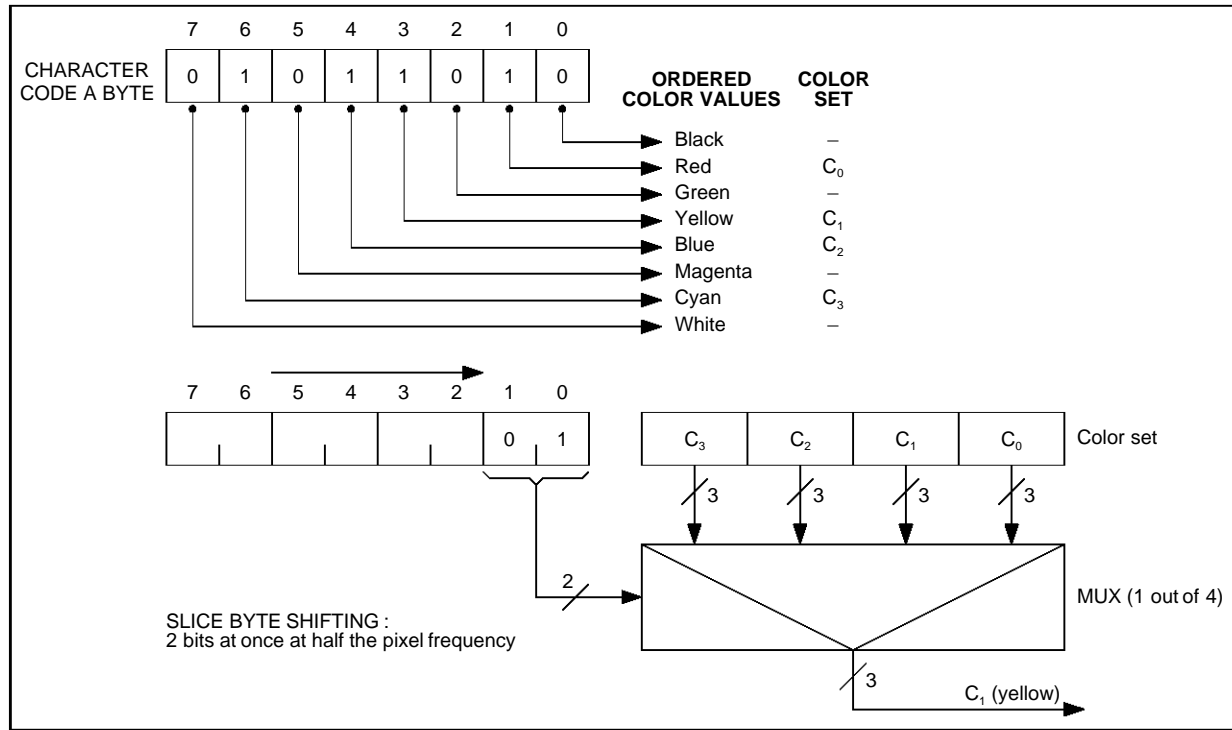 7 6 5 4 3 2 1 0
CHARACTER
CODE A BYTE
0 1 0 1 1 0 1 0
ORDERED
COLOR VALUES
COLOR
SET
Black –
Red C₀
Green –
Yellow C₁
Blue C₂
Magenta –
Cyan C₃
White –
7 6 5 4 3 2 1 0
0 1
C₃ C₂ C₁ C₀ Color set
3 3 3 3
2
MUX (1 out of 4)
SLICE BYTE SHIFTING :
2 bits at once at half the pixel frequency
3
C₁ (yellow)